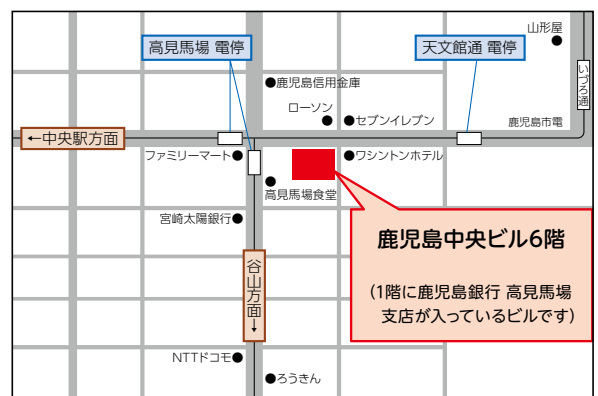 山形屋
高見馬場 電停
天文館通 電停
いづろ通
●鹿児島信用金庫
ローソン
●
●セブンイレブン
鹿児島市電
←中央駅方面
ファミリーマート●
●ワシントンホテル
高見馬場食堂
宮崎太陽銀行●
鹿児島中央ビル6階
(1階に鹿児島銀行 高見馬場
支店が入っているビルです)
谷山方面→
NTTドコモ●
●ろうきん